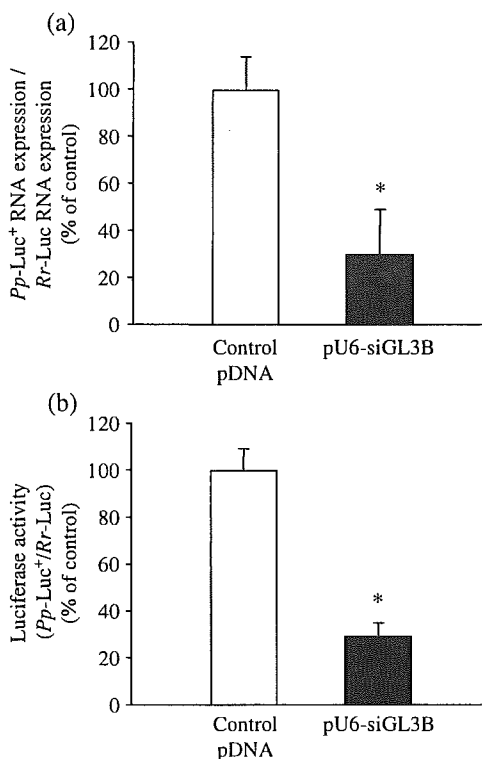 (a)
Pp-Luc+ RNA expression /
Rr-Luc RNA expression
(% of control)
120
100
80
60
40
20
0
*
Control
pDNA
pU6-siGL3B
(b)
Luciferase activity
(Pp-Luc+/Rr-Luc)
(% of control)
120
100
80
60
40
20
0
*
Control
pDNA
pU6-siGL3B